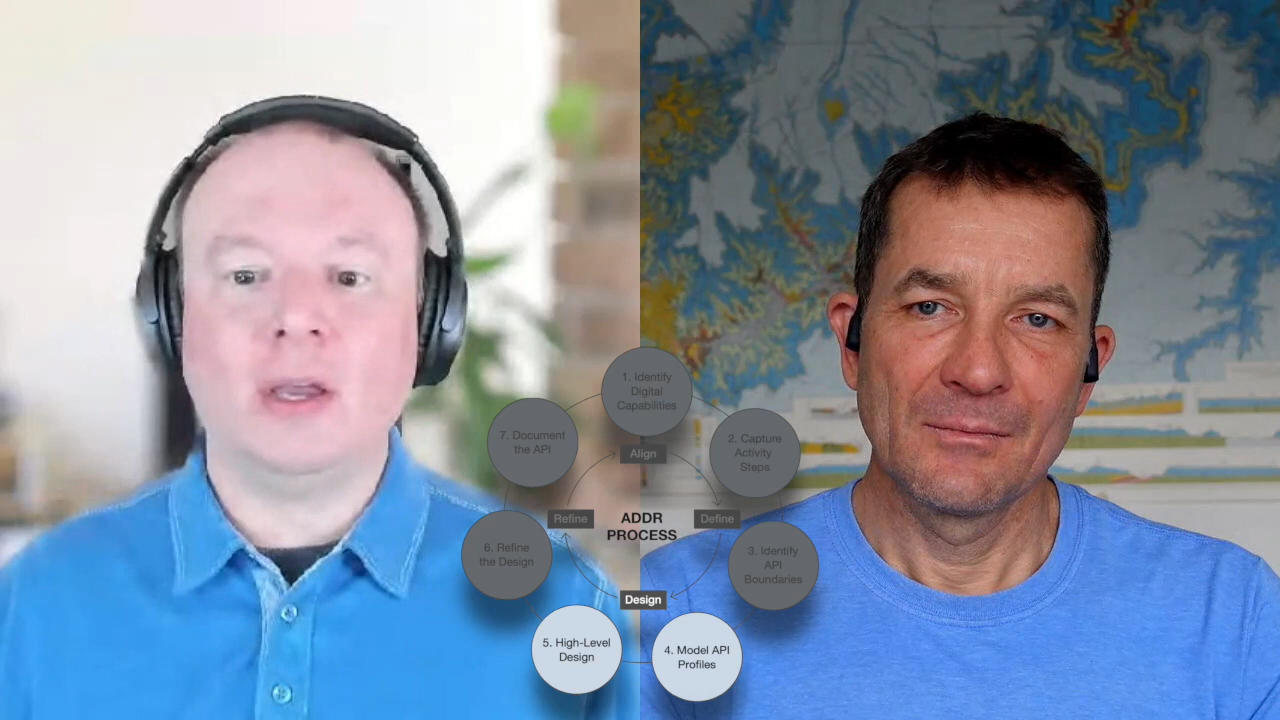 1. Identify
Digital
Capabilities
Align
2. Capture
Activity
Steps
7. Document
the API
Refine
ADDR
PROCESS
Define
6. Refine
the Design
3. Identify
API
Boundaries
Design
5. High-Level
Design
4. Model API
Profiles